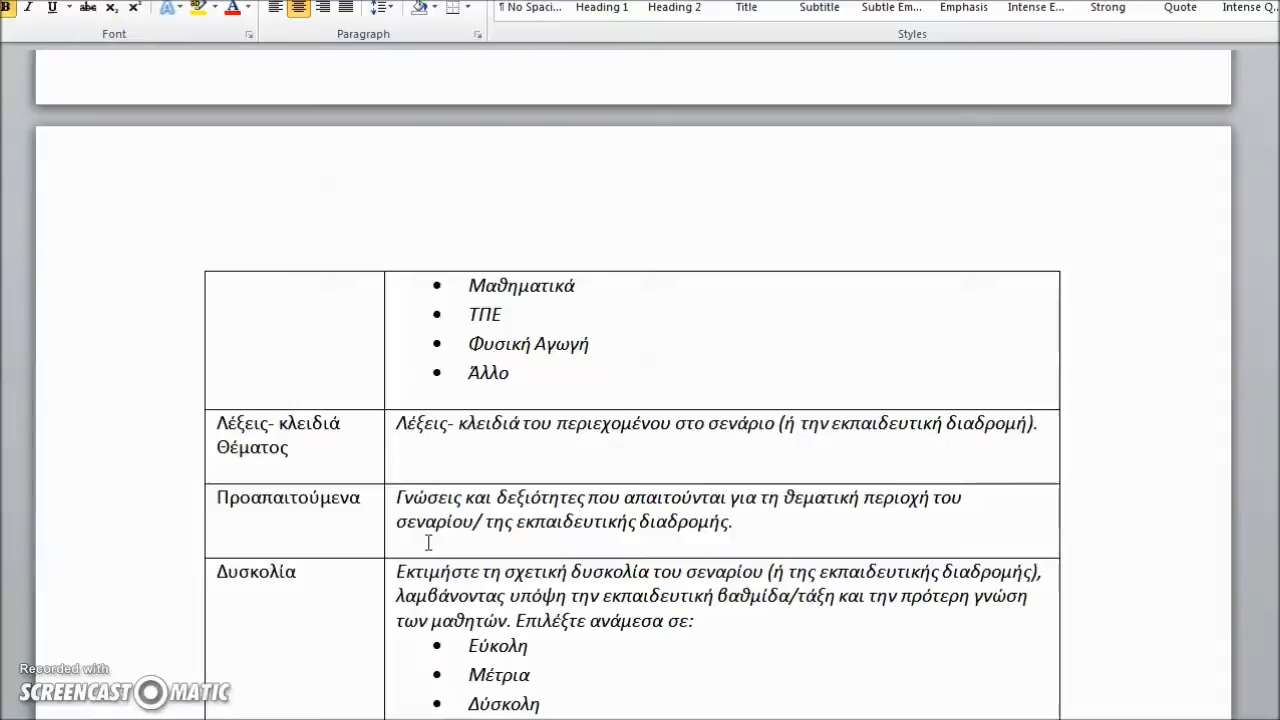 B I U abc x₂ x² A ab A
¶ No Spaci... Heading 1 Heading 2 Title Subtitle Subtle Em... Emphasis Intense E... Strong Quote Intense Q...
Font Paragraph Styles
• Μαθηματικά
• ΤΠΕ
• Φυσική Αγωγή
• Άλλο
Λέξεις- κλειδιά
Θέματος
Λέξεις- κλειδιά του περιεχομένου στο σενάριο (ή την εκπαιδευτική διαδρομή).
Προαπαιτούμενα
Γνώσεις και δεξιότητες που απαιτούνται για τη θεματική περιοχή του
σεναρίου/ της εκπαιδευτικής διαδρομής.
Δυσκολία
Εκτιμήστε τη σχετική δυσκολία του σεναρίου (ή της εκπαιδευτικής διαδρομής),
λαμβάνοντας υπόψη την εκπαιδευτική βαθμίδα/τάξη και την πρότερη γνώση
των μαθητών. Επιλέξτε ανάμεσα σε:
• Εύκολη
• Μέτρια
• Δύσκολη
Recorded with
SCREENCAST MATIC